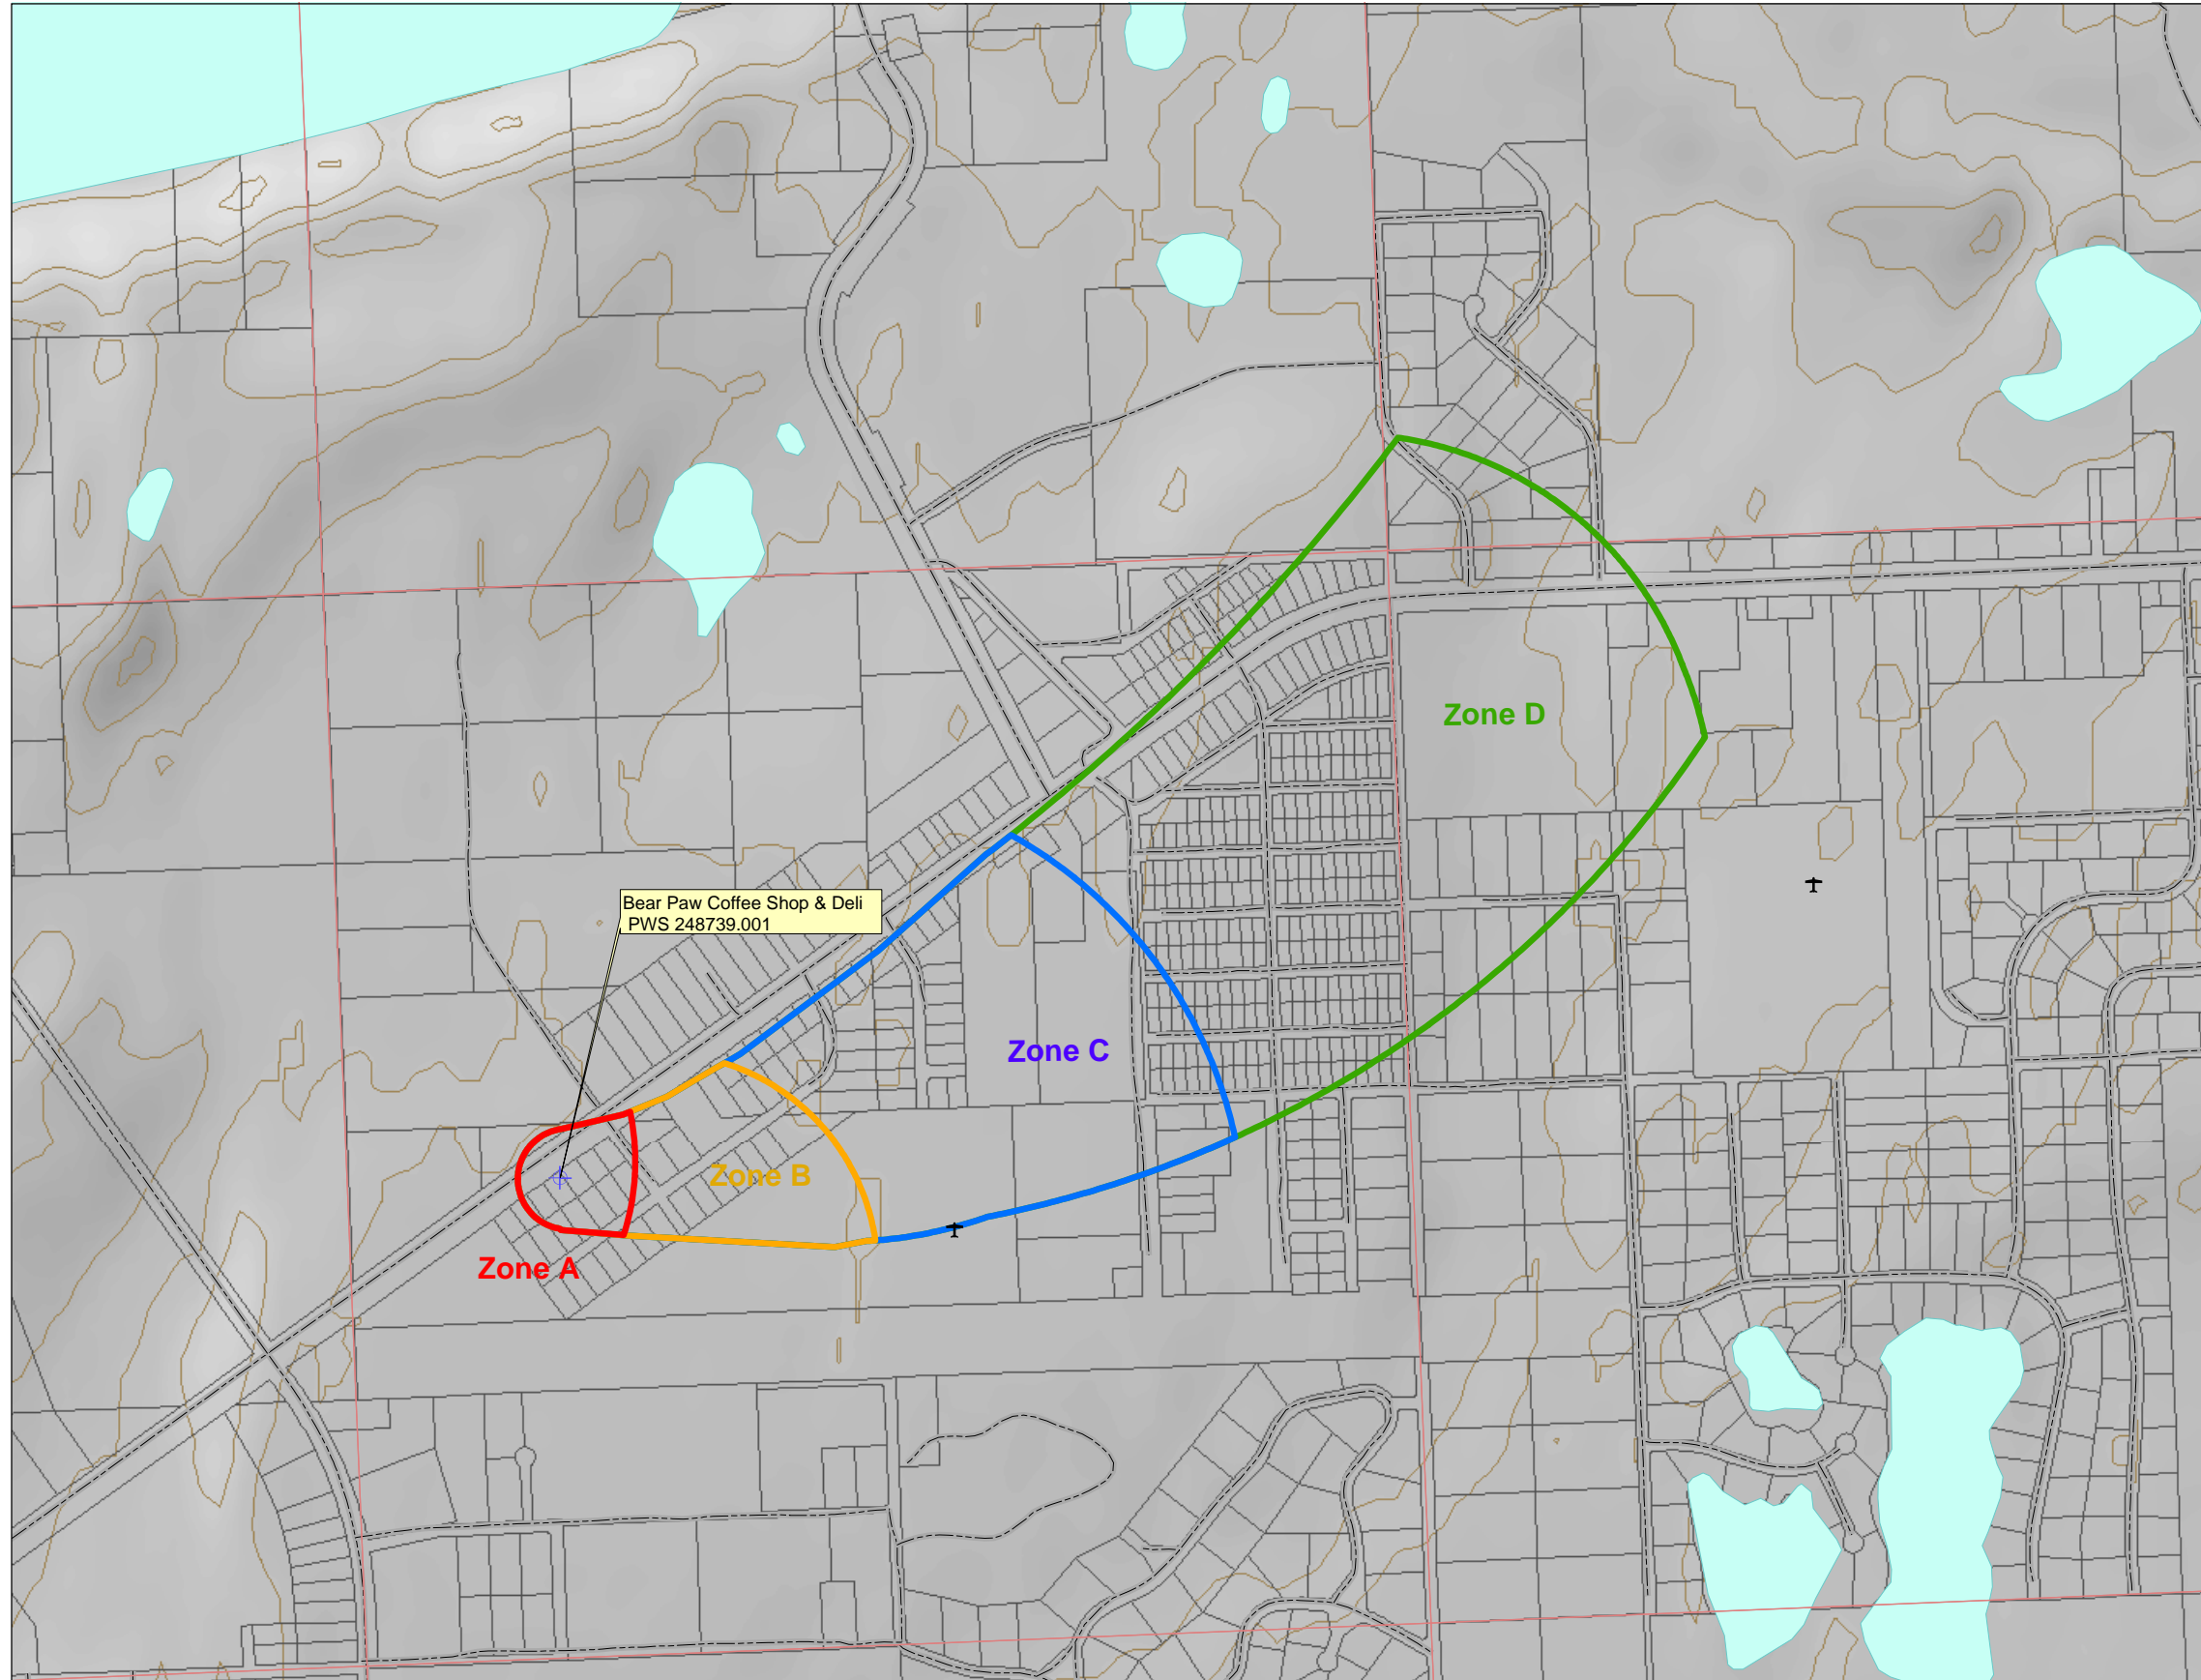 Zone D
Bear Paw Coffee Shop & Deli
PWS 248739.001
Zone C
Zone B
Zone A